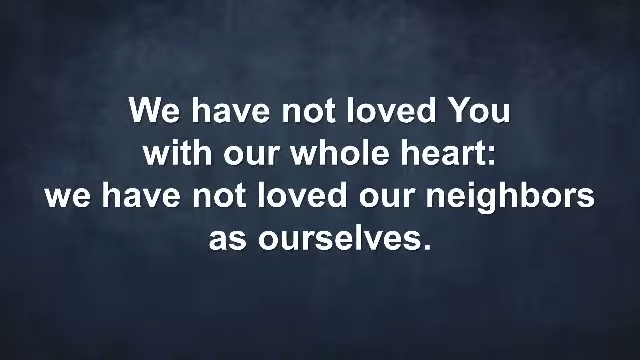 We have not loved You
with our whole heart:
we have not loved our neighbors
as ourselves.